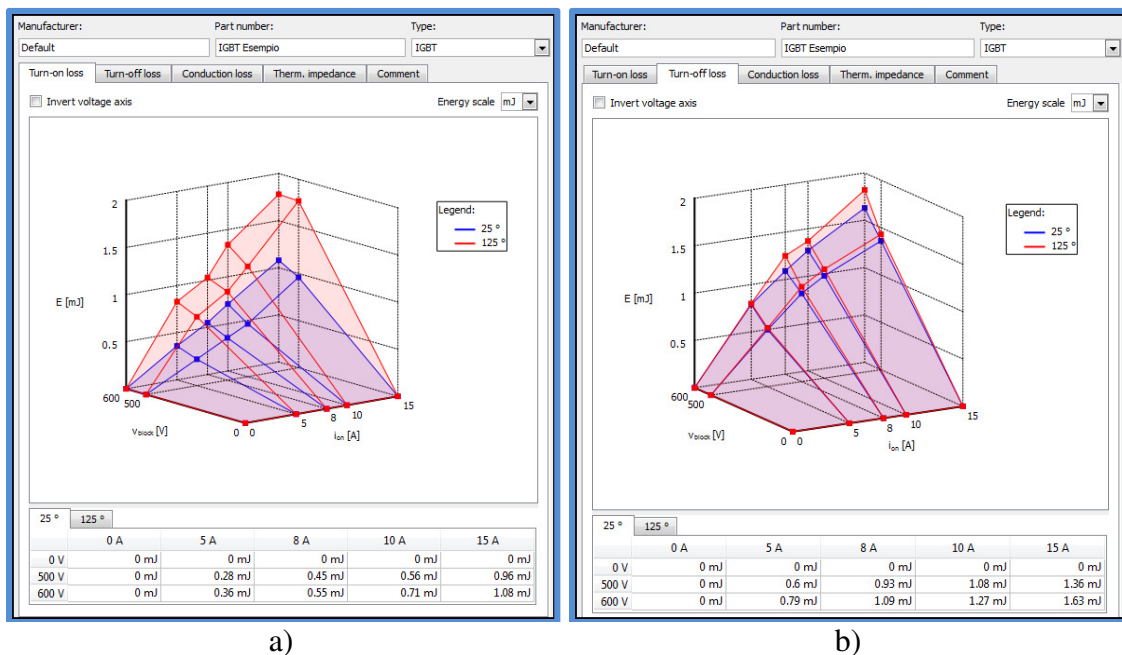 Manufacturer: Part number: Type:
Default IGBT Esempio IGBT
Turn-on loss Turn-off loss Conduction loss Therm. impedance Comment
Invert voltage axis Energy scale mJ
2
1.5
1
0.5
E [mJ]
Legend:
25 °
125 °
600
500
0 0
5
8
10
15
v_block [V]
i_on [A]
25 ° 125 °
0 A 5 A 8 A 10 A 15 A
0 V 0 mJ 0 mJ 0 mJ 0 mJ 0 mJ
500 V 0 mJ 0.28 mJ 0.45 mJ 0.56 mJ 0.96 mJ
600 V 0 mJ 0.36 mJ 0.55 mJ 0.71 mJ 1.08 mJ
a)
Manufacturer: Part number: Type:
Default IGBT Esempio IGBT
Turn-on loss Turn-off loss Conduction loss Therm. impedance Comment
Invert voltage axis Energy scale mJ
2
1.5
1
0.5
E [mJ]
Legend:
25 °
125 °
600
500
0 0
5
8
10
15
v_block [V]
i_on [A]
25 ° 125 °
0 A 5 A 8 A 10 A 15 A
0 V 0 mJ 0 mJ 0 mJ 0 mJ 0 mJ
500 V 0 mJ 0.6 mJ 0.93 mJ 1.08 mJ 1.36 mJ
600 V 0 mJ 0.79 mJ 1.09 mJ 1.27 mJ 1.63 mJ
b)